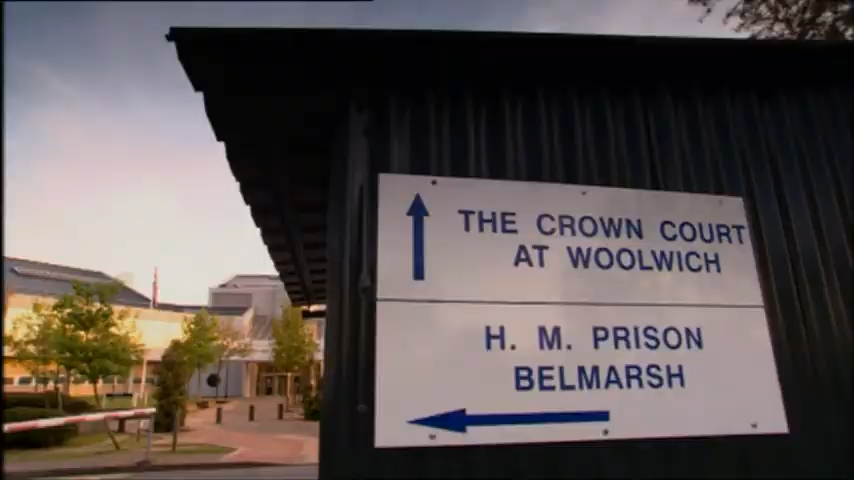 THE CROWN COURT
AT WOOLWICH
H. M. PRISON
BELMARSH